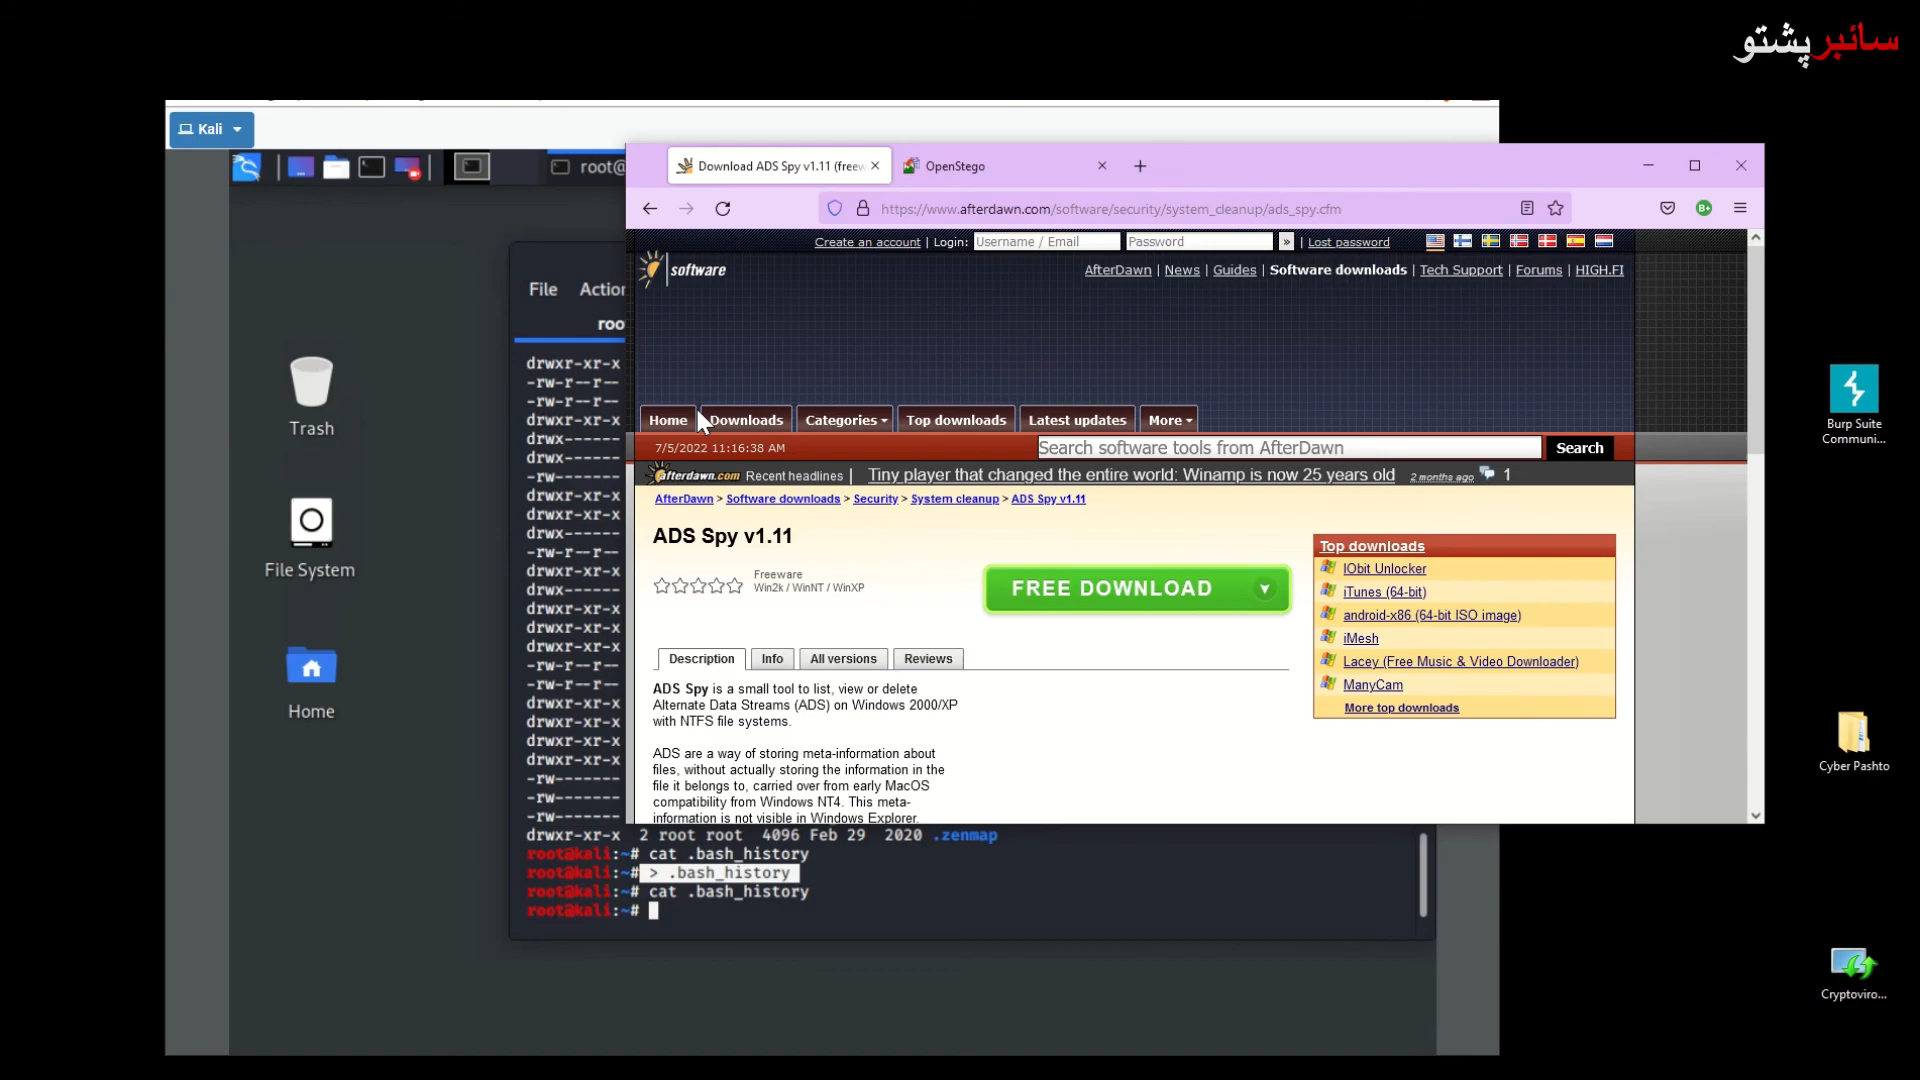 سائبر پشتو
Kali
root@
Download ADS Spy v1.11 (freew
OpenStego
https://www.afterdawn.com/software/security/system_cleanup/ads_spy.cfm
Create an account | Login: Username / Email Password » | Lost password
software
AfterDawn | News | Guides | Software downloads | Tech Support | Forums | HIGH.FI
Home Downloads Categories Top downloads Latest updates More
7/5/2022 11:16:38 AM
Search software tools from AfterDawn Search
afterdawn.com Recent headlines | Tiny player that changed the entire world: Winamp is now 25 years old 2 months ago 1
AfterDawn > Software downloads > Security > System cleanup > ADS Spy v1.11
ADS Spy v1.11
Freeware
Win2k / WinNT / WinXP
FREE DOWNLOAD
Description Info All versions Reviews
ADS Spy is a small tool to list, view or delete
Alternate Data Streams (ADS) on Windows 2000/XP
with NTFS file systems.
ADS are a way of storing meta-information about
files, without actually storing the information in the
file it belongs to, carried over from early MacOS
compatibility from Windows NT4. This meta-
information is not visible in Windows Explorer.
Top downloads
IObit Unlocker
iTunes (64-bit)
android-x86 (64-bit ISO image)
iMesh
Lacey (Free Music & Video Downloader)
ManyCam
More top downloads
File Action
roo
drwxr-xr-x
-rw-r--r--
-rw-r--r--
drwxr-xr-x
drwx------
drwx------
-rw-r--r--
drwxr-xr-x
drwxr-xr-x
drwx------
-rw-r--r--
drwxr-xr-x
drwx------
-rw-r--r--
drwxr-xr-x
drwxr-xr-x
-rw-r--r--
-rw-r--r--
drwxr-xr-x
drwxr-xr-x
drwxr-xr-x
drwxr-xr-x
-rw-------
-rw-------
-rw-------
drwxr-xr-x 2 root root 4096 Feb 29 2020 .zenmap
root@kali:~# cat .bash_history
root@kali:~# > .bash_history
root@kali:~# cat .bash_history
root@kali:~#
Trash
File System
Home
Burp Suite
Communi...
Cyber Pashto
Cryptoviro...